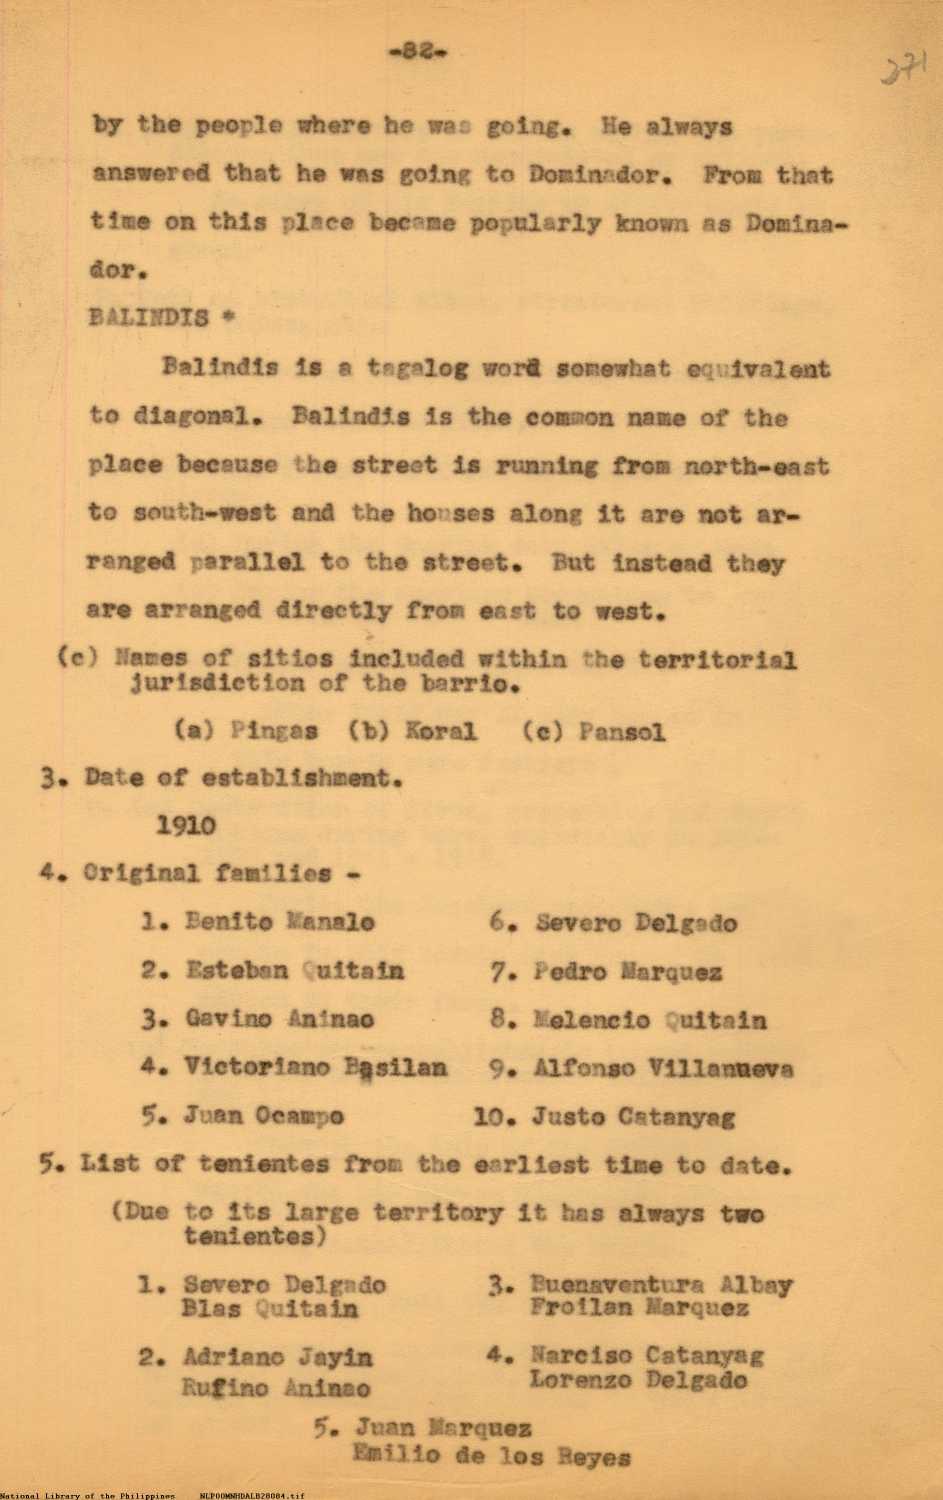 -82-
271
by the people where he was going. He always
answered that he was going to Dominador. From that
time on this place became popularly known as Domina-
dor.
BALINDIS *
Balindis is a tagalog word somewhat equivalent
to diagonal. Balindis is the common name of the
place because the street is running from north-east
to south-west and the houses along it are not ar-
ranged parallel to the street. But instead they
are arranged directly from east to west.
(c) Names of sitios included within the territorial
jurisdiction of the barrio.
(a) Pingas (b) Koral (c) Pansol
3. Date of establishment.
1910
4. Original families -
1. Benito Manalo 6. Severo Delgado
2. Esteban Quitain 7. Pedro Marquez
3. Gavino Aninao 8. Melencio Quitain
4. Victoriano Basilan 9. Alfonso Villanueva
5. Juan Ocampo 10. Justo Catanyag
5. List of tenientes from the earliest time to date.
(Due to its large territory it has always two
tenientes)
1. Severo Delgado 3. Buenaventura Albay
Blas Quitain Froilan Marquez
2. Adriano Jayin 4. Narciso Catanyag
Rufino Aninao Lorenzo Delgado
5. Juan Marquez
Emilio de los Reyes
National Library of the Philippines NLPOOMNHDALB28084.tif